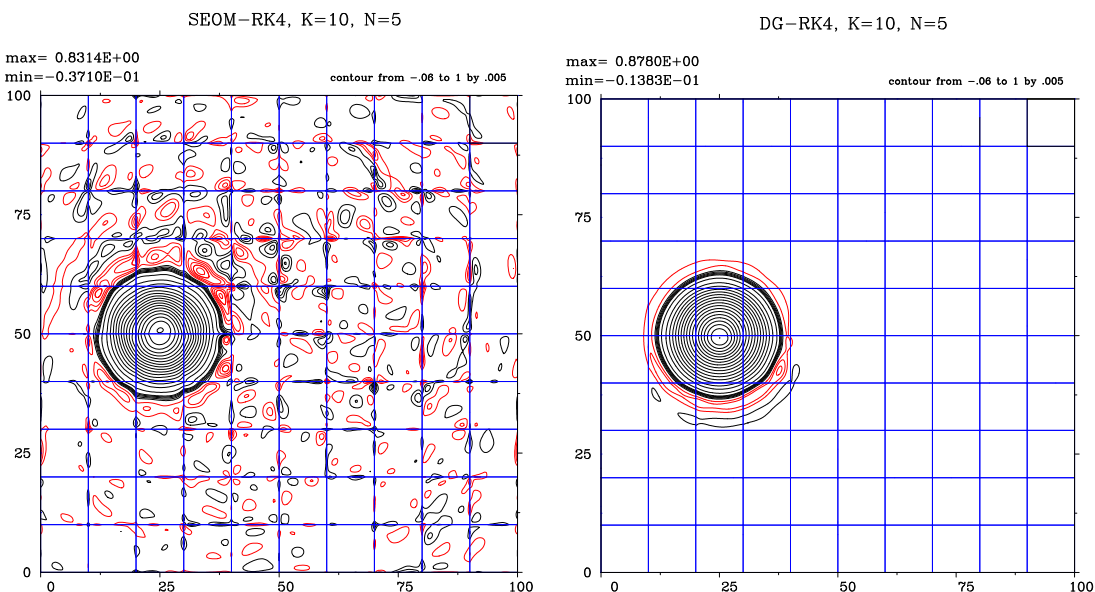 SEOM-RK4, K=10, N=5
max= 0.8314E+00
min=-0.3710E-01
contour from -.06 to 1 by .005
100
75
50
25
0
0 25 50 75 100
DG-RK4, K=10, N=5
max= 0.8780E+00
min=-0.1383E-01
contour from -.06 to 1 by .005
100
75
50
25
0
0 25 50 75 100